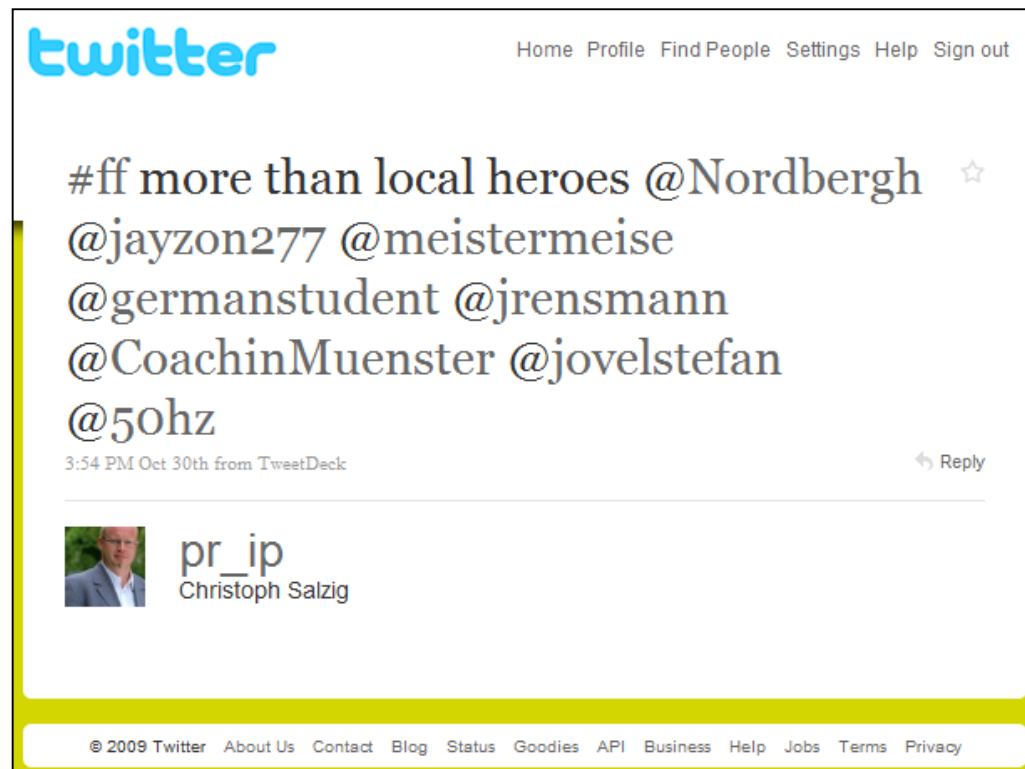 twitter
Home Profile Find People Settings Help Sign out
#ff more than local heroes @Nordbergh
@jayzon277 @meistermeise
@germanstudent @jrensmann
@CoachinMuenster @jovelstefan
@50hz
3:54 PM Oct 30th from TweetDeck
Reply
pr_ip
Christoph Salzig
© 2009 Twitter About Us Contact Blog Status Goodies API Business Help Jobs Terms Privacy